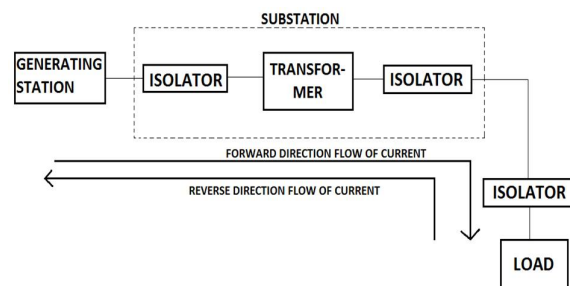 SUBSTATION
GENERATING
STATION
ISOLATOR
TRANSFOR-
MER
ISOLATOR
FORWARD DIRECTION FLOW OF CURRENT
REVERSE DIRECTION FLOW OF CURRENT
ISOLATOR
LOAD